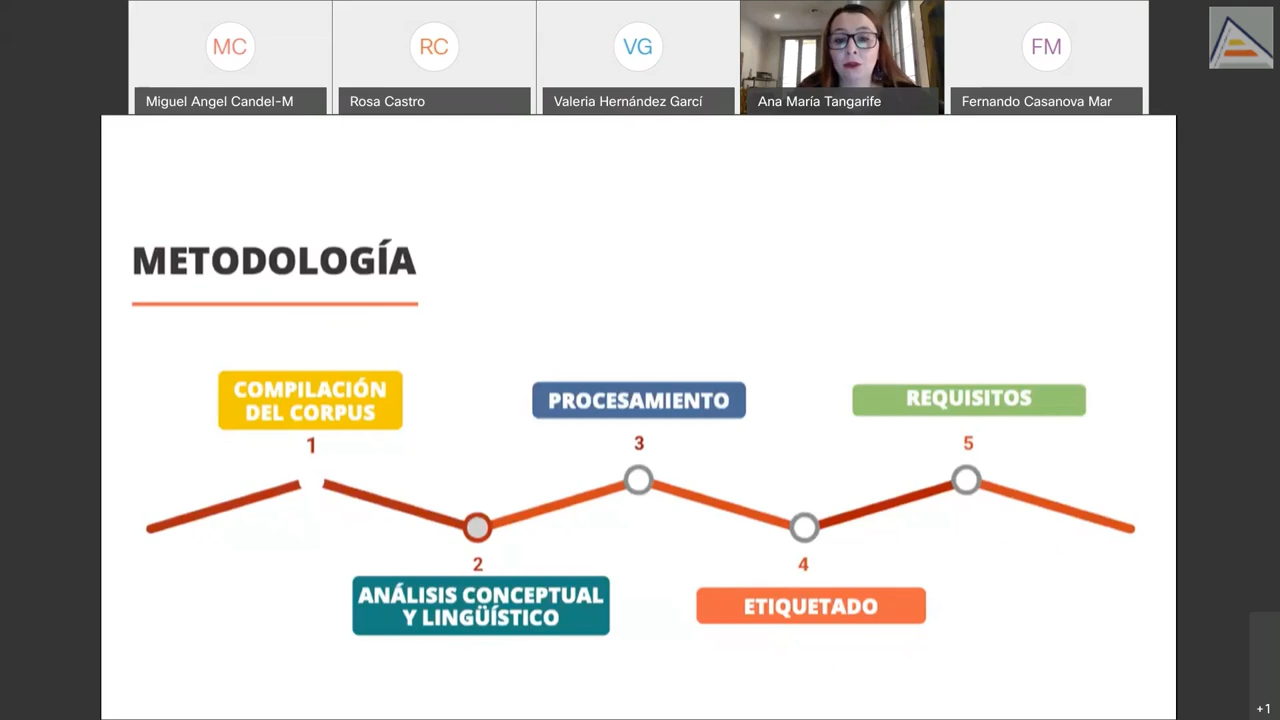 MC
RC
VG
FM
Miguel Angel Candel-M
Rosa Castro
Valeria Hernández Garcí
Ana María Tangarife
Fernando Casanova Mar
METODOLOGÍA
COMPILACIÓN
DEL CORPUS
1
PROCESAMIENTO
3
REQUISITOS
5
2
ANÁLISIS CONCEPTUAL
Y LINGÜÍSTICO
4
ETIQUETADO
+1